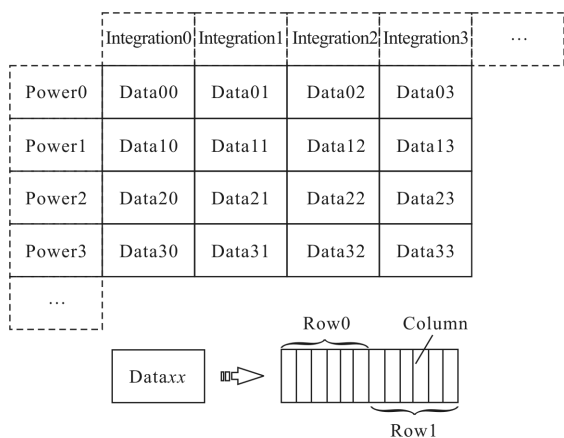 Integration0 Integration1 Integration2 Integration3 ...
Power0 Data00 Data01 Data02 Data03
Power1 Data10 Data11 Data12 Data13
Power2 Data20 Data21 Data22 Data23
Power3 Data30 Data31 Data32 Data33
...
Row0 Column
Dataxx
Row1